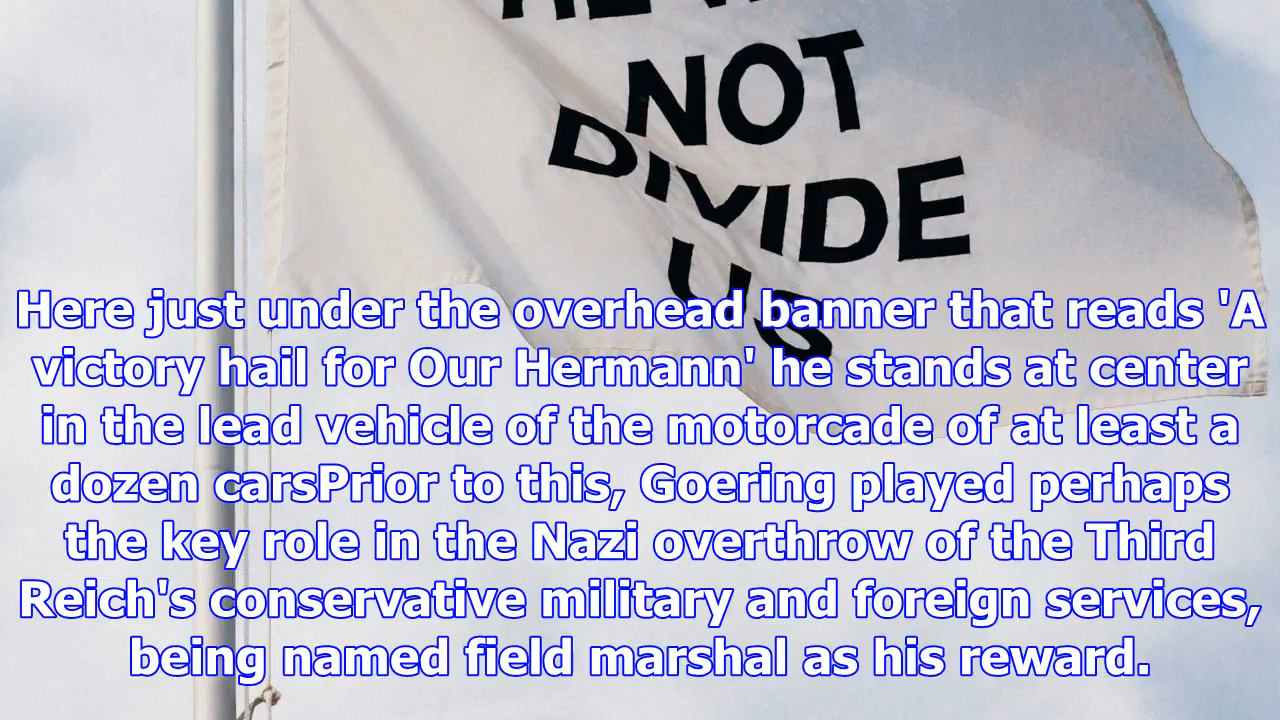 NOT
DIVIDE
US
Here just under the overhead banner that reads 'A
victory hail for Our Hermann' he stands at center
in the lead vehicle of the motorcade of at least a
dozen carsPrior to this, Goering played perhaps
the key role in the Nazi overthrow of the Third
Reich's conservative military and foreign services,
being named field marshal as his reward.